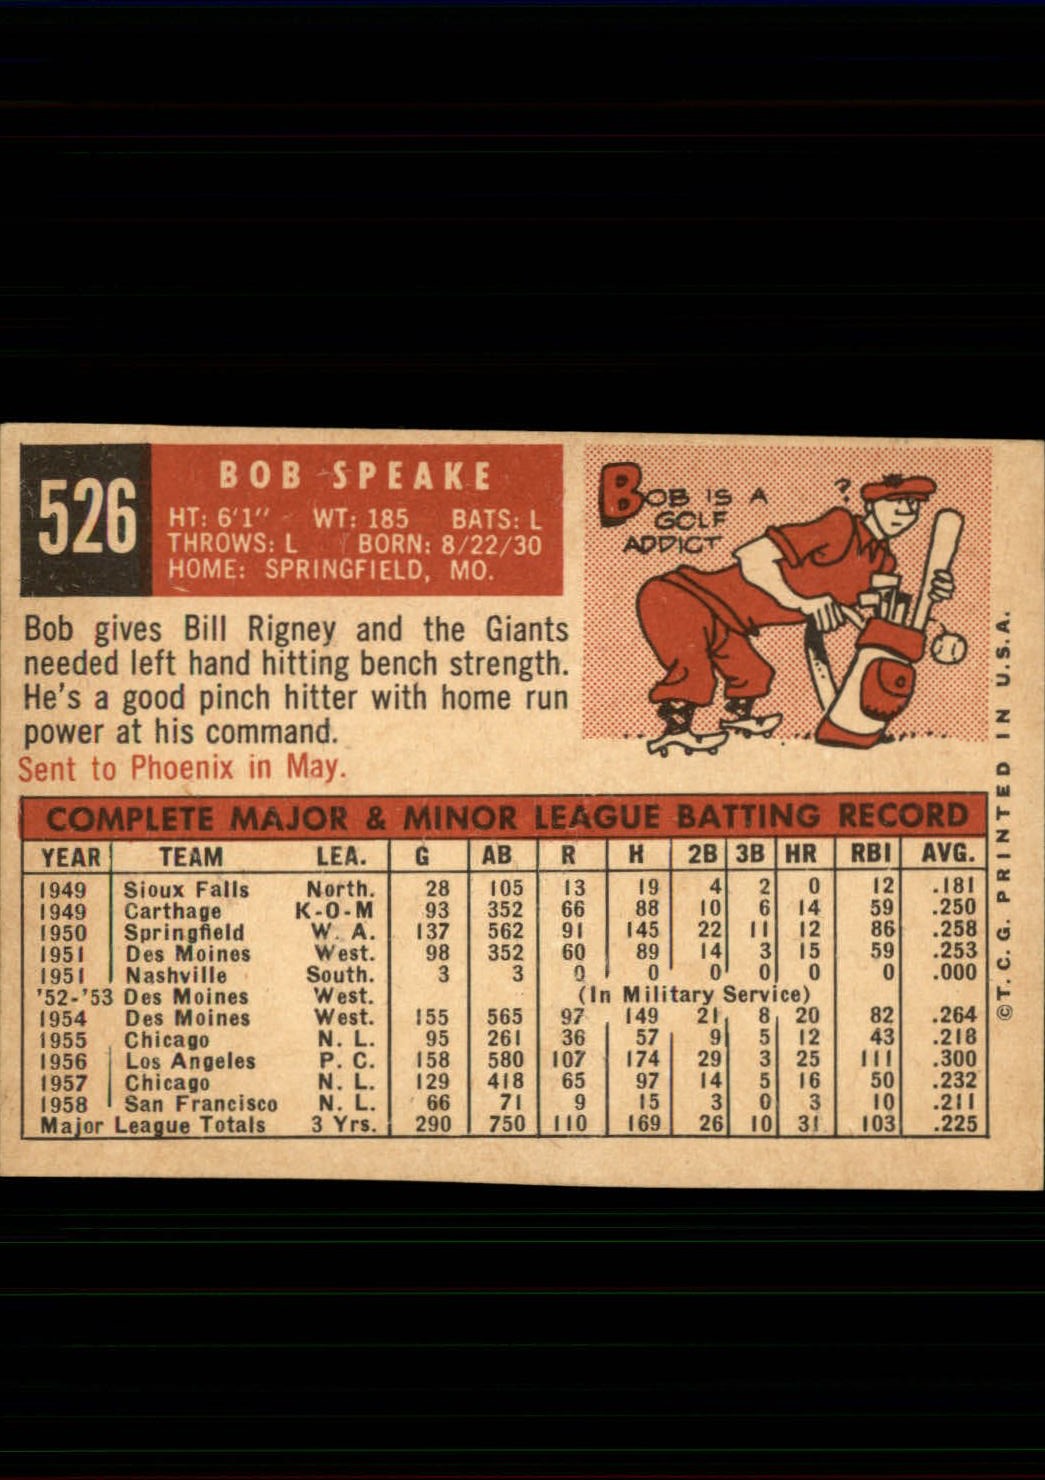 526
BOB SPEAKE
HT: 6'1" WT: 185 BATS: L
THROWS: L BORN: 8/22/30
HOME: SPRINGFIELD, MO.
BOB IS A
GOLF
ADDICT
?
Bob gives Bill Rigney and the Giants
needed left hand hitting bench strength.
He's a good pinch hitter with home run
power at his command.
Sent to Phoenix in May.
COMPLETE MAJOR & MINOR LEAGUE BATTING RECORD
YEAR TEAM LEA. G AB R H 2B 3B HR RBI AVG.
1949 Sioux Falls North. 28 105 13 19 4 2 0 12 .181
1949 Carthage K-O-M 93 352 66 88 10 6 14 59 .250
1950 Springfield W. A. 137 562 91 145 22 11 12 86 .258
1951 Des Moines West. 98 352 60 89 14 3 15 59 .253
1951 Nashville South. 3 3 0 0 0 0 0 0 .000
'52-'53 Des Moines West. (In Military Service)
1954 Des Moines West. 155 565 97 149 21 8 20 82 .264
1955 Chicago N. L. 95 261 36 57 9 5 12 43 .218
1956 Los Angeles P. C. 158 580 107 174 29 3 25 111 .300
1957 Chicago N. L. 129 418 65 97 14 5 16 50 .232
1958 San Francisco N. L. 66 71 9 15 3 0 3 10 .211
Major League Totals 3 Yrs. 290 750 110 169 26 10 31 103 .225
©T. C. G. PRINTED IN U.S.A.